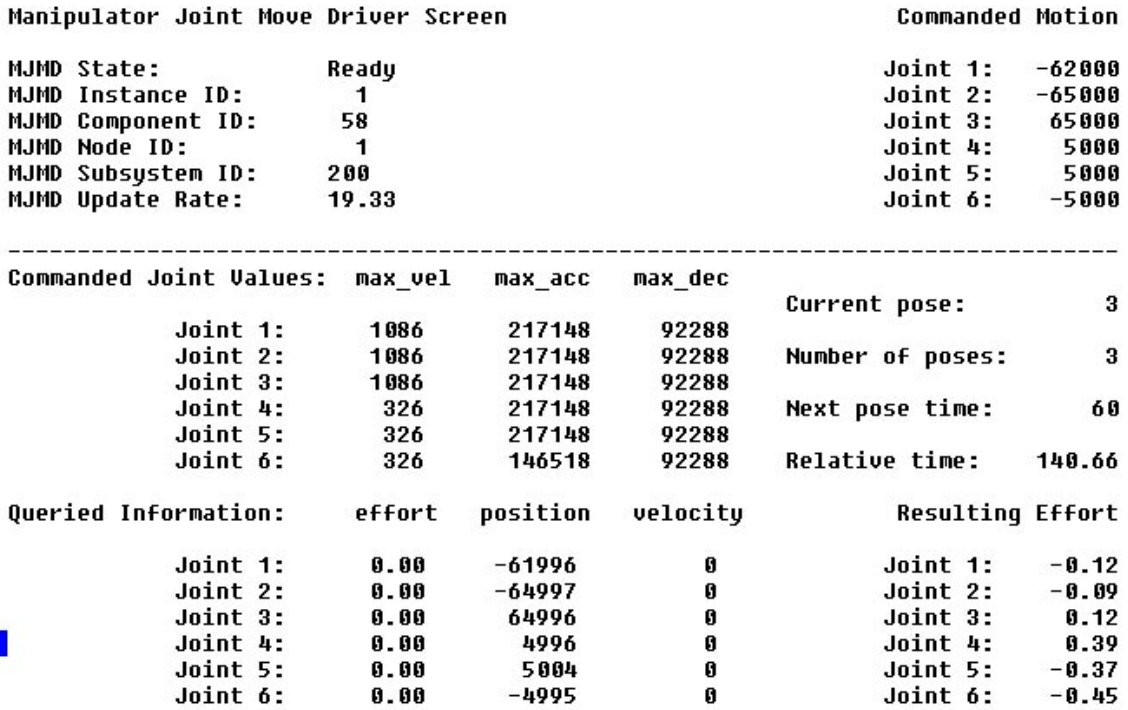 Manipulator Joint Move Driver Screen Commanded Motion
MJMD State: Ready Joint 1: -62000
MJMD Instance ID: 1 Joint 2: -65000
MJMD Component ID: 58 Joint 3: 65000
MJMD Node ID: 1 Joint 4: 5000
MJMD Subsystem ID: 200 Joint 5: 5000
MJMD Update Rate: 19.33 Joint 6: -5000
--------------------------------------------------------------------------------
Commanded Joint Values: max_vel max_acc max_dec
Current pose: 3
Joint 1: 1086 217148 92288
Joint 2: 1086 217148 92288 Number of poses: 3
Joint 3: 1086 217148 92288
Joint 4: 326 217148 92288 Next pose time: 60
Joint 5: 326 217148 92288
Joint 6: 326 146518 92288 Relative time: 140.66
Queried Information: effort position velocity Resulting Effort
Joint 1: 0.00 -61996 0 Joint 1: -0.12
Joint 2: 0.00 -64997 0 Joint 2: -0.09
Joint 3: 0.00 64996 0 Joint 3: 0.12
Joint 4: 0.00 4996 0 Joint 4: 0.39
Joint 5: 0.00 5004 0 Joint 5: -0.37
Joint 6: 0.00 -4995 0 Joint 6: -0.45